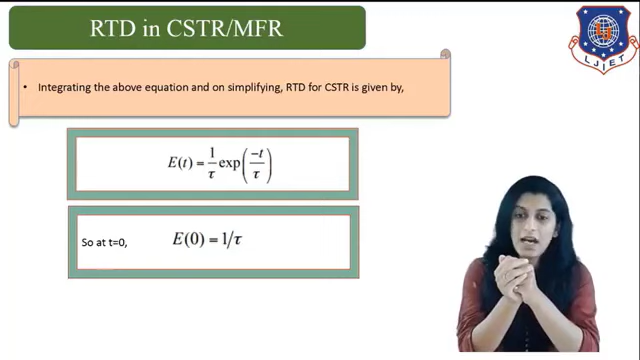 RTD in CSTR/MFR
LJIET
• Integrating the above equation and on simplifying, RTD for CSTR is given by,
E(t) = 1/τ exp(−t/τ)
So at t=0, E(0) = 1/τ